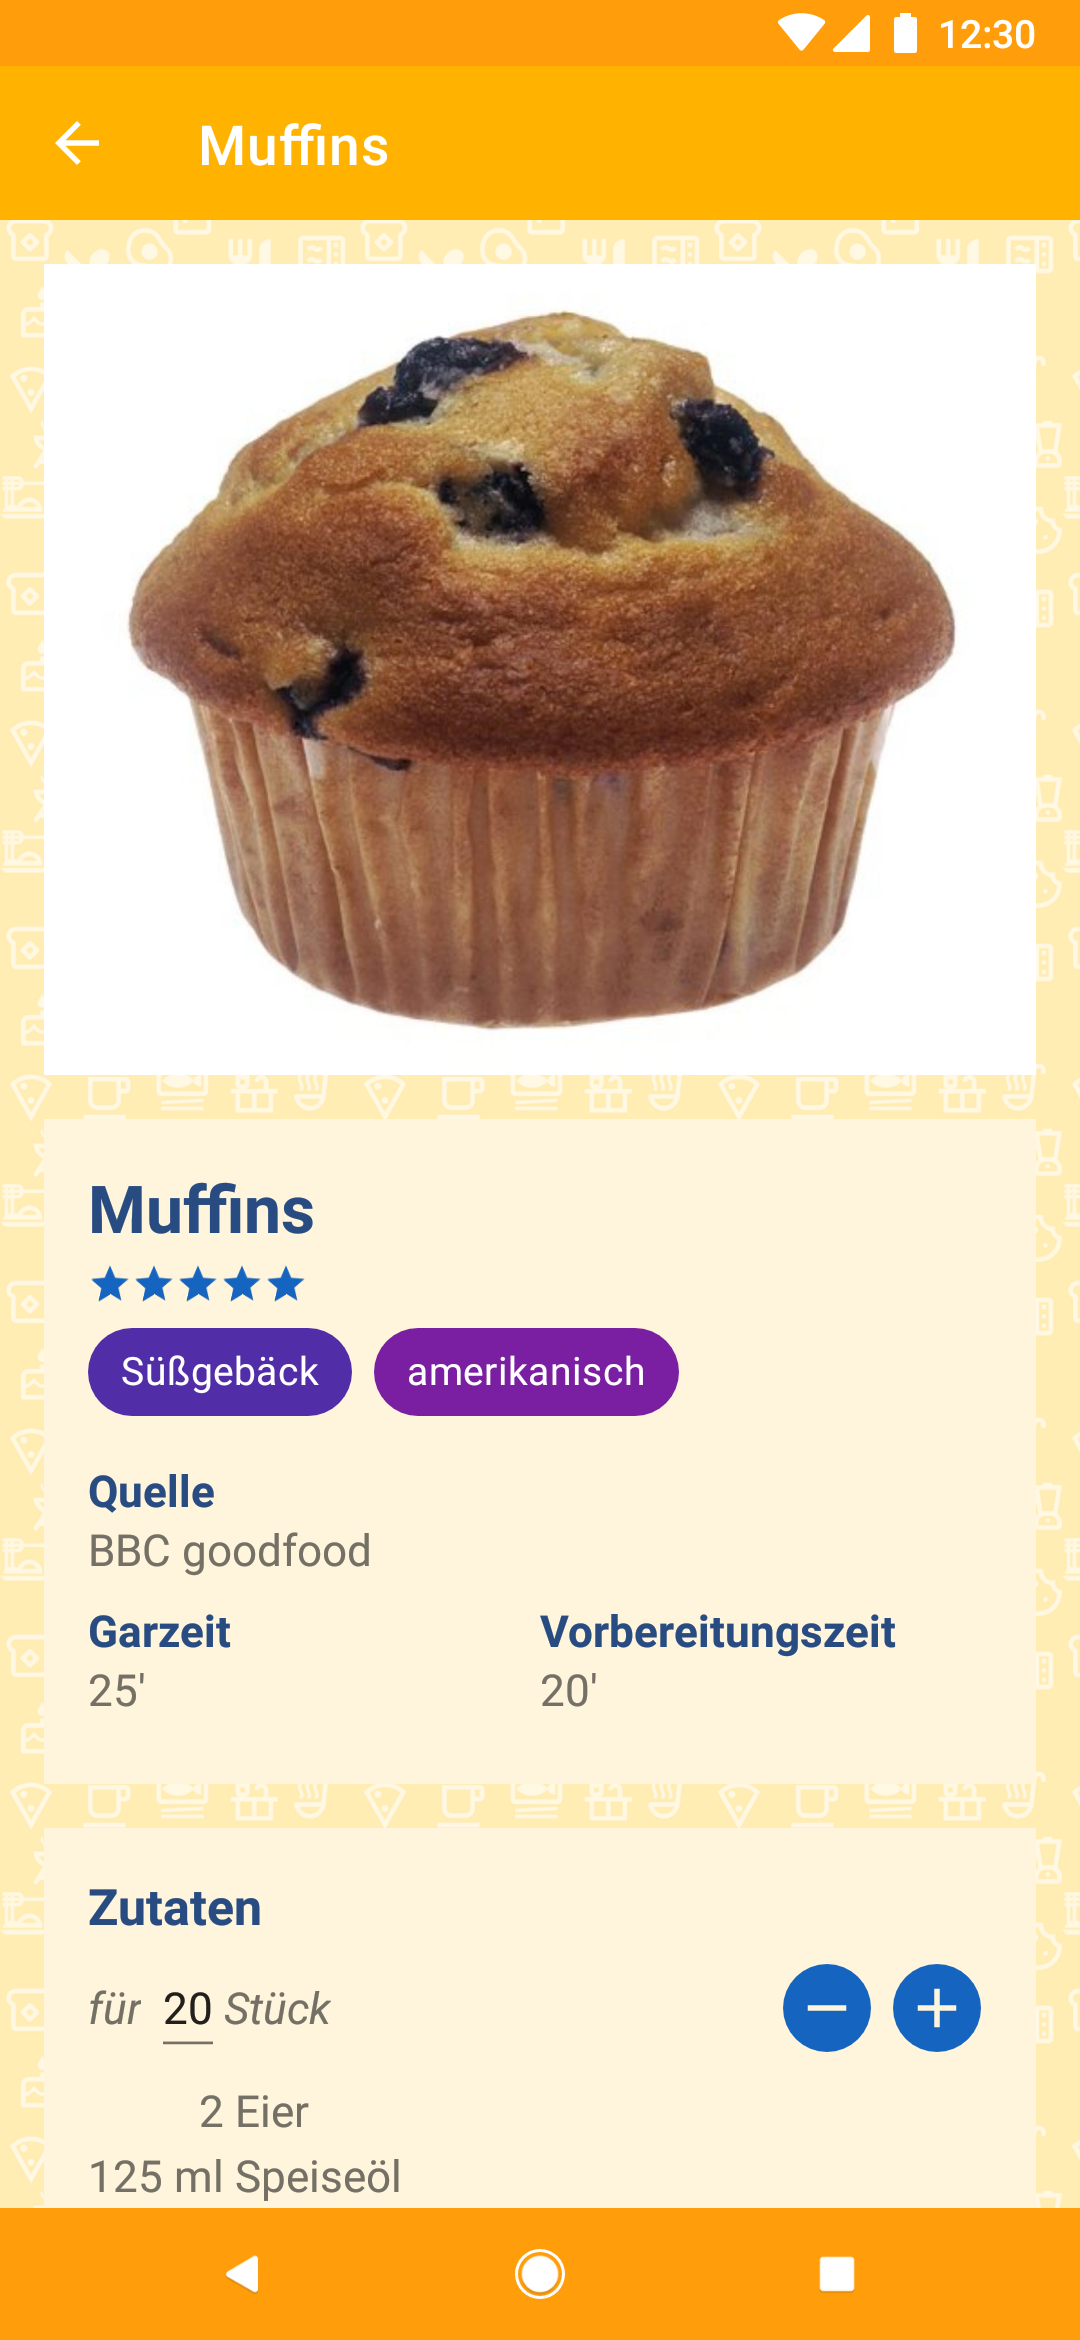 12:30
Muffins
Muffins
Süßgebäck amerikanisch
Quelle
BBC goodfood
Garzeit Vorbereitungszeit
25' 20'
Zutaten
für 20 Stück
2 Eier
125 ml Speiseöl